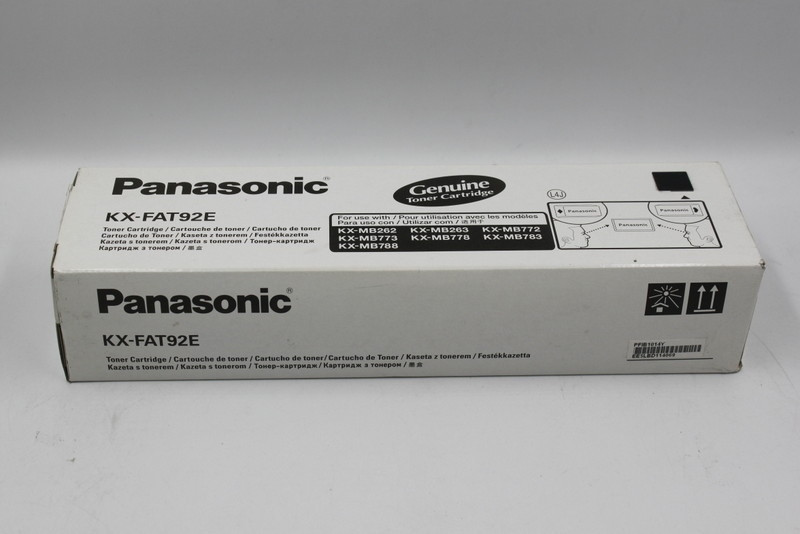 Panasonic®
KX-FAT92E
Toner Cartridge / Cartouche de toner / Cartucho de toner
Cartucho de Toner / Kaseta z tonerem / Festékkazetta
Kazeta s tonerem / Kazeta s tonerom / Тонер-картридж
Картридж з тонером / 墨盒
Genuine
Toner Cartridge
For use with / Pour utilisation avec les modèles
Para uso con / Utilizar com / 适用于
KX-MB262 KX-MB263 KX-MB772
KX-MB773 KX-MB778 KX-MB783
KX-MB788
L4J
Panasonic
Panasonic
Panasonic
Panasonic®
KX-FAT92E
Toner Cartridge / Cartouche de toner / Cartucho de toner/ Cartucho de Toner / Kaseta z tonerem / Festékkazetta
Kazeta s tonerem / Kazeta s tonerom / Тонер-картридж/ Картридж з тонером / 墨盒
PFIB1014Y